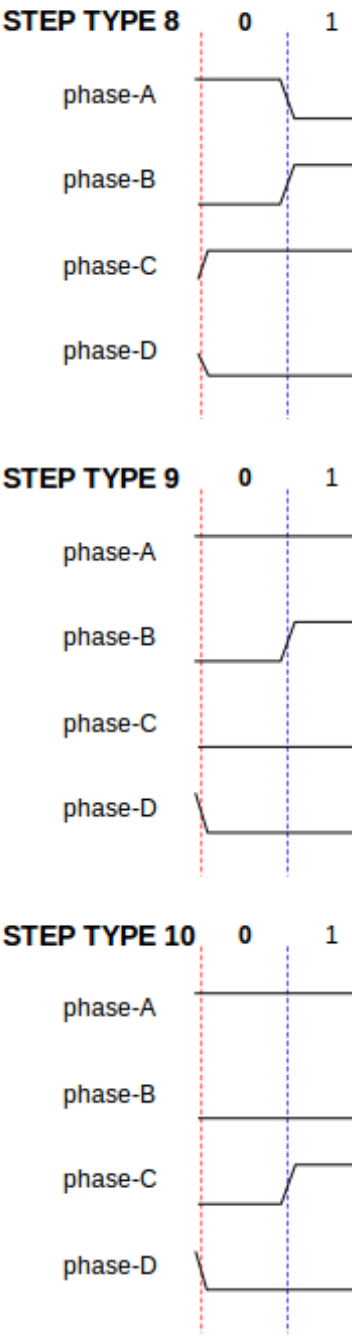 STEP TYPE 8 0 1
phase-A
phase-B
phase-C
phase-D
STEP TYPE 9 0 1
phase-A
phase-B
phase-C
phase-D
STEP TYPE 10 0 1
phase-A
phase-B
phase-C
phase-D